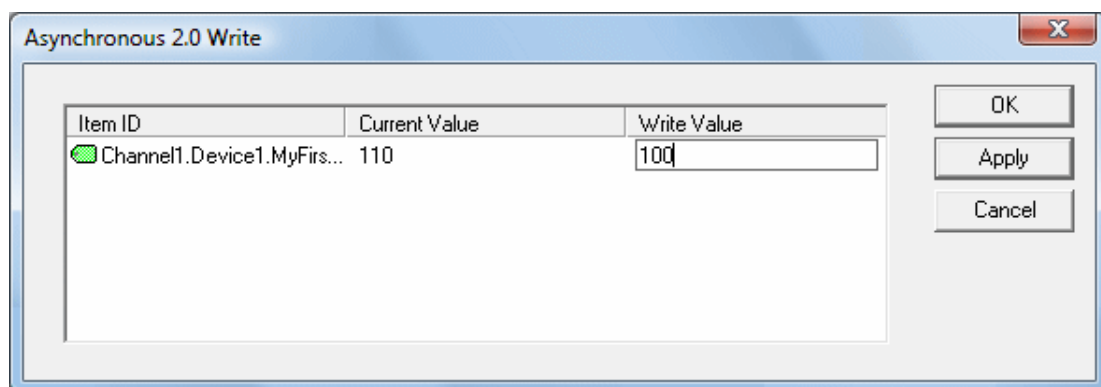 Asynchronous 2.0 Write
Item ID Current Value Write Value
Channel1.Device1.MyFirs... 110 100
OK
Apply
Cancel